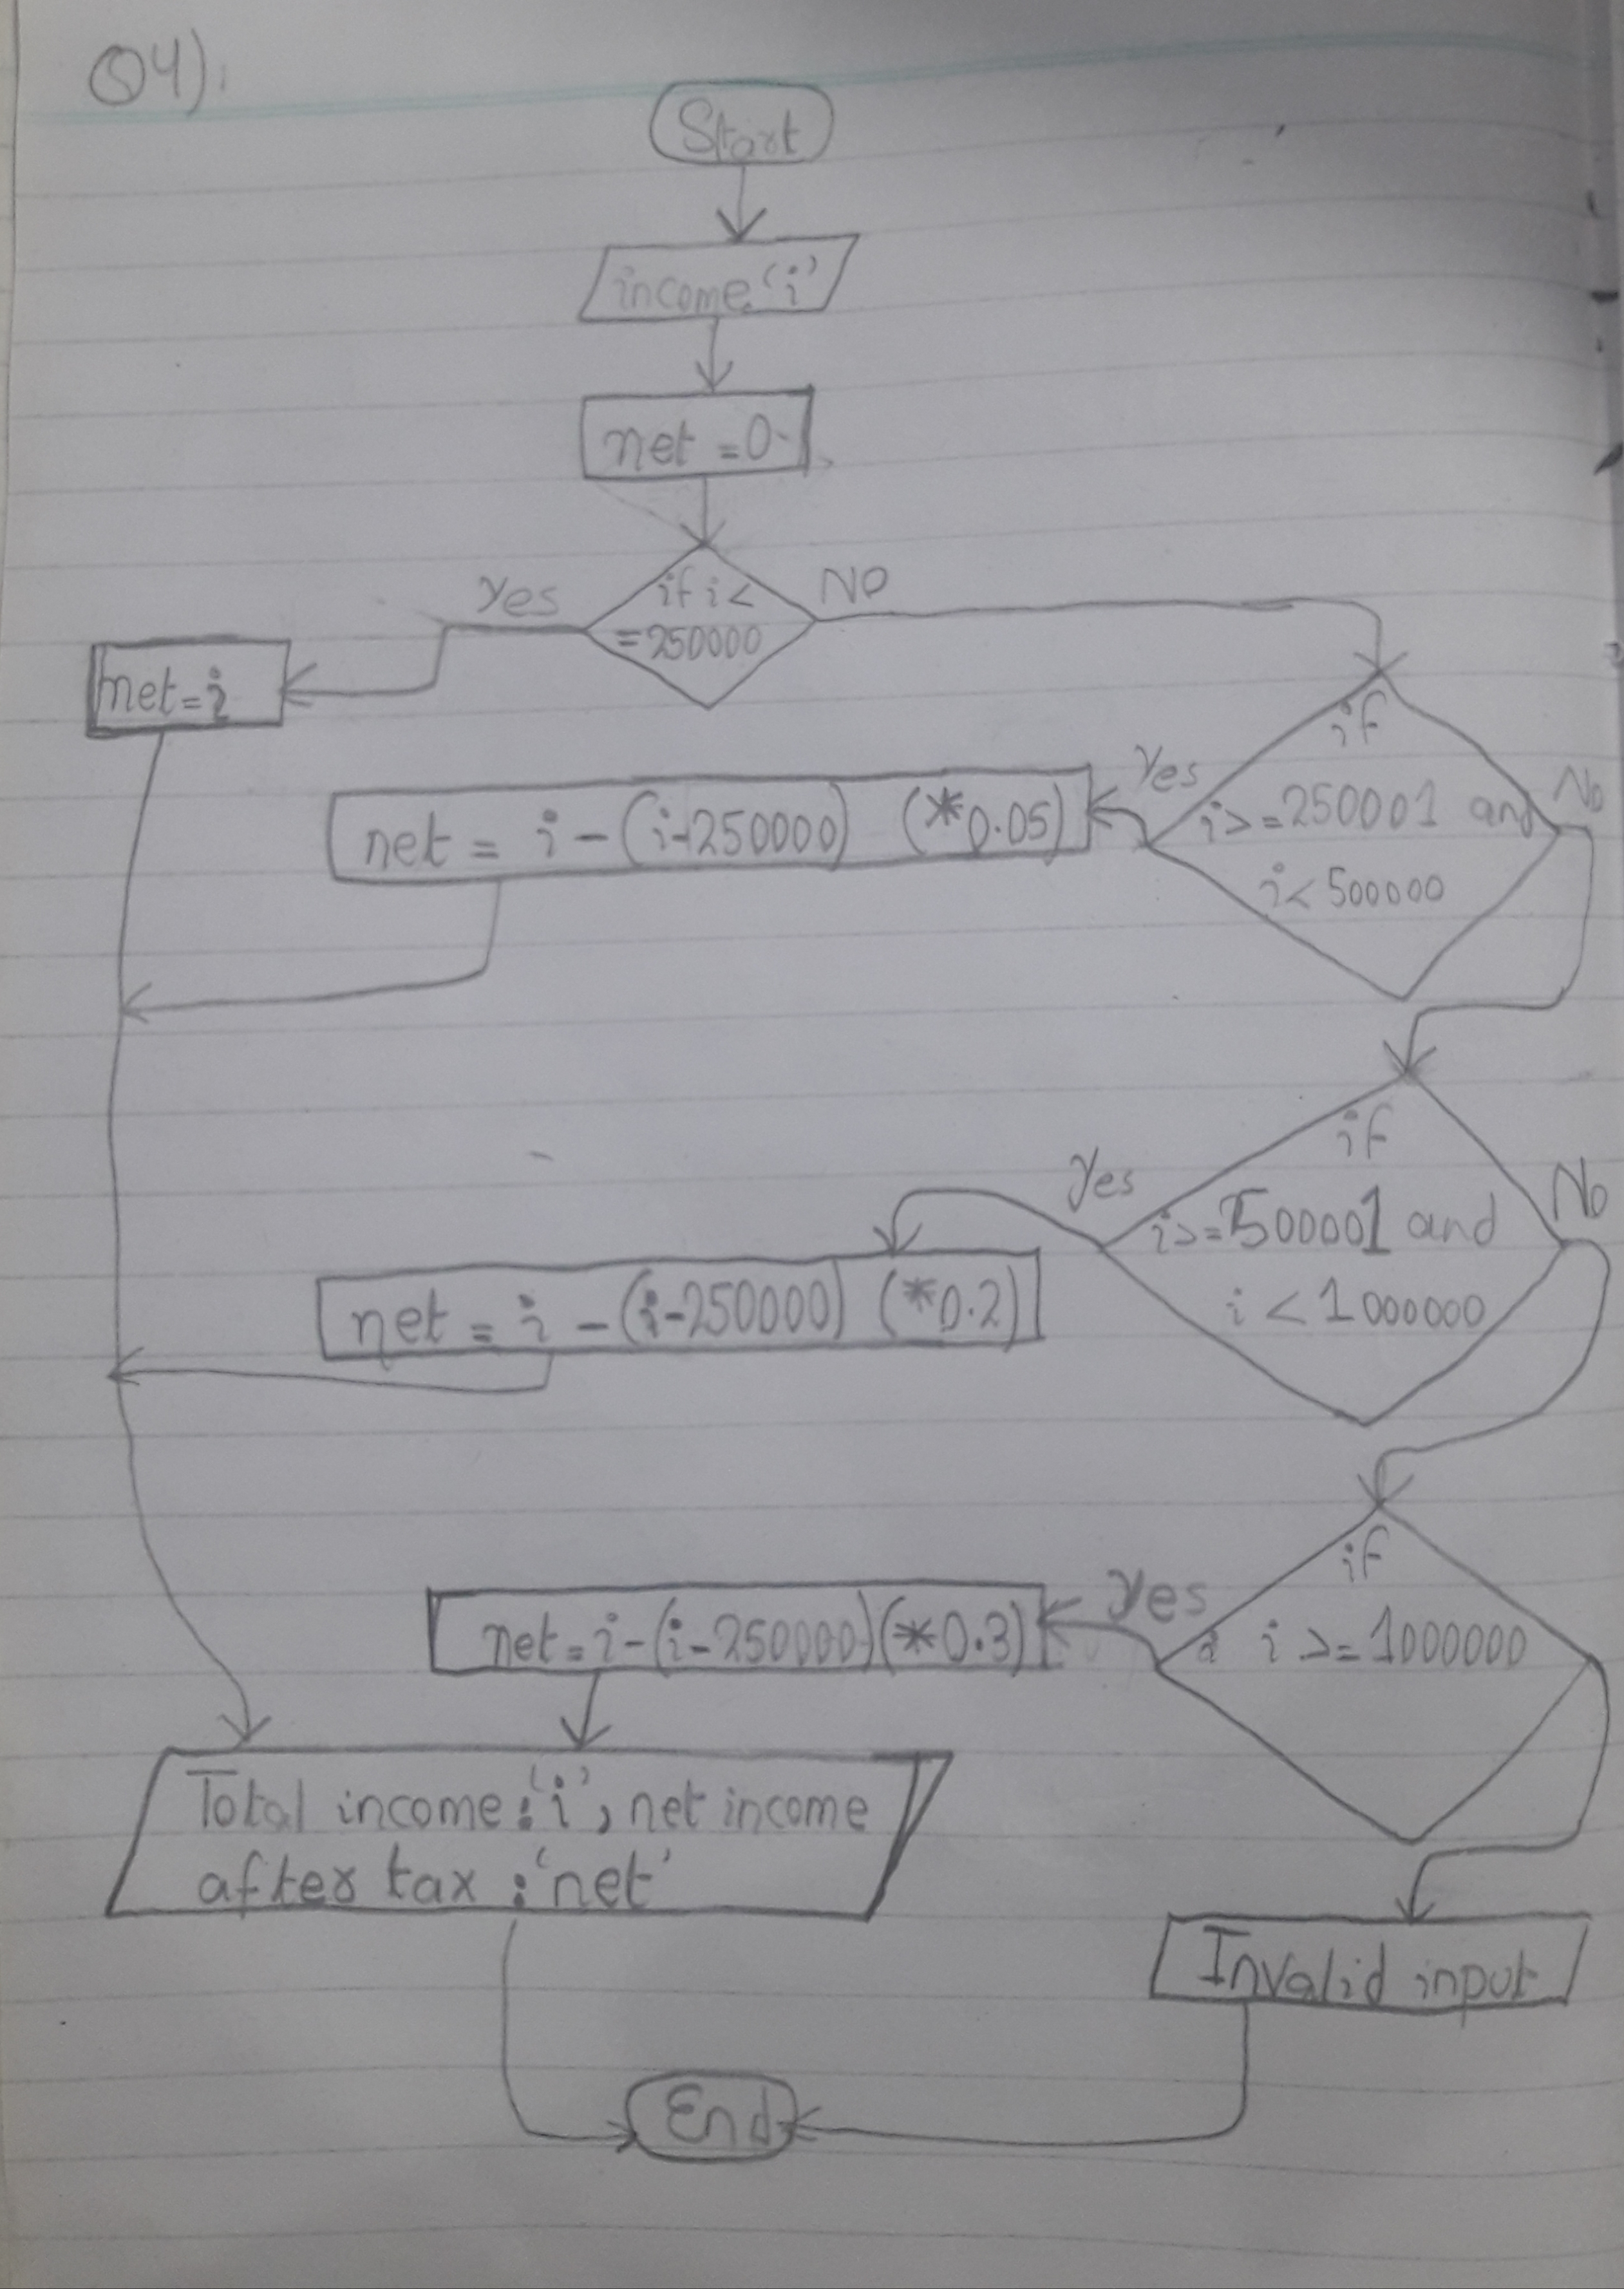 Q4).
Start
income 'i'
net = 0
Yes
if i <
= 250000
NO
net = i
if
i >= 250001 and
i < 500000
Yes
No
net = i - (i-250000) (*0.05)
if
i >= 500001 and
i < 1000000
Yes
No
net = i - (i-250000) (*0.2)
if
i >= 1000000
Yes
net = i - (i-250000) (*0.3)
Total income : 'i', net income
after tax : 'net'
Invalid input
End